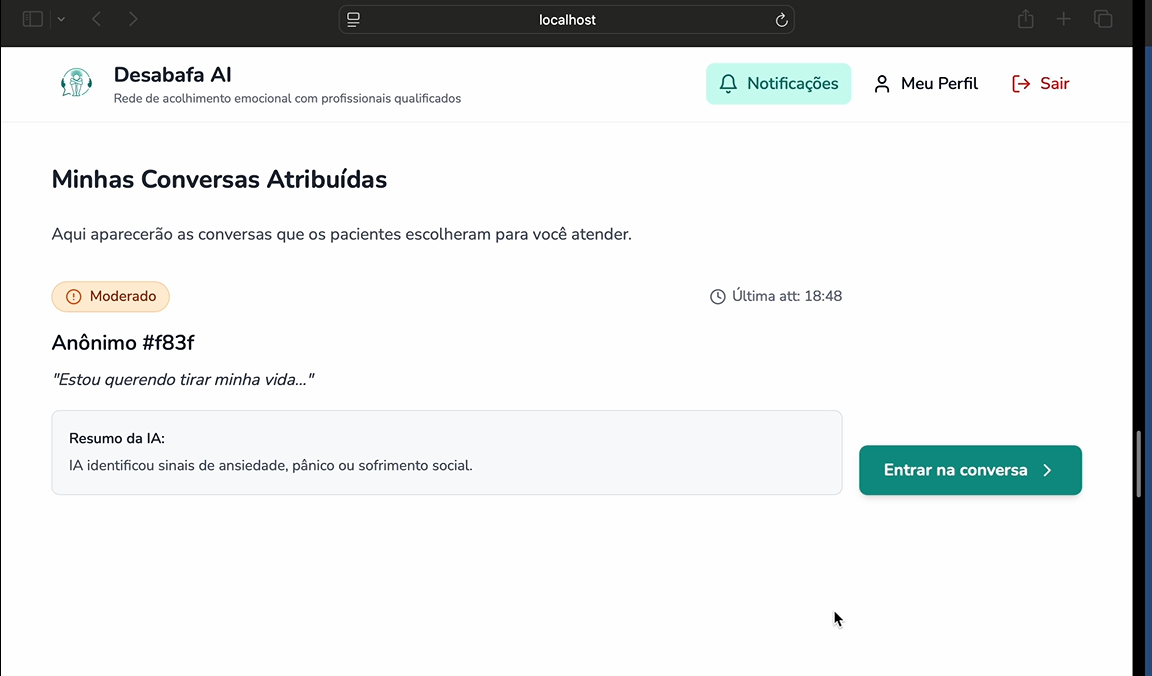 localhost
Desabafa AI
Rede de acolhimento emocional com profissionais qualificados
Notificações
Meu Perfil
Sair
Minhas Conversas Atribuídas
Aqui aparecerão as conversas que os pacientes escolheram para você atender.
Moderado
Última att: 18:48
Anônimo #f83f
"Estou querendo tirar minha vida..."
Resumo da IA:
IA identificou sinais de ansiedade, pânico ou sofrimento social.
Entrar na conversa